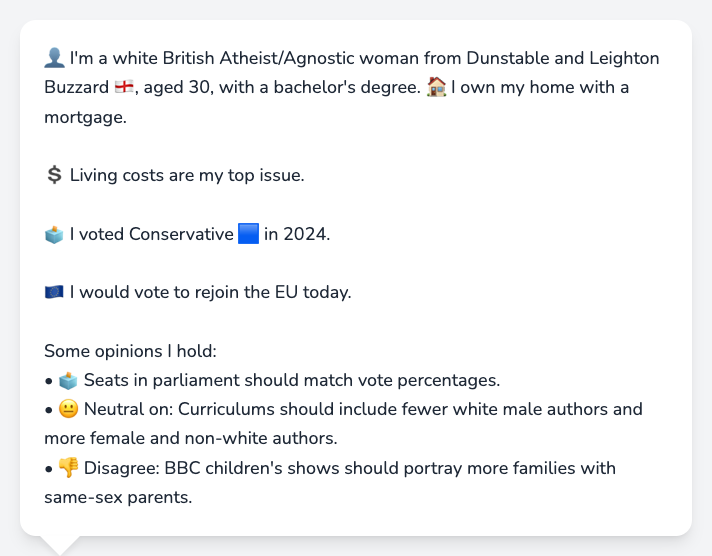 👤 I'm a white British Atheist/Agnostic woman from Dunstable and Leighton
Buzzard 🏴󠁧󠁢󠁥󠁮󠁧󠁿, aged 30, with a bachelor's degree. 🏠 I own my home with a
mortgage.
💲 Living costs are my top issue.
🗳️ I voted Conservative 🟦 in 2024.
🇪🇺 I would vote to rejoin the EU today.
Some opinions I hold:
• 🗳️ Seats in parliament should match vote percentages.
• 😐 Neutral on: Curriculums should include fewer white male authors and
more female and non-white authors.
• 👎 Disagree: BBC children's shows should portray more families with
same-sex parents.